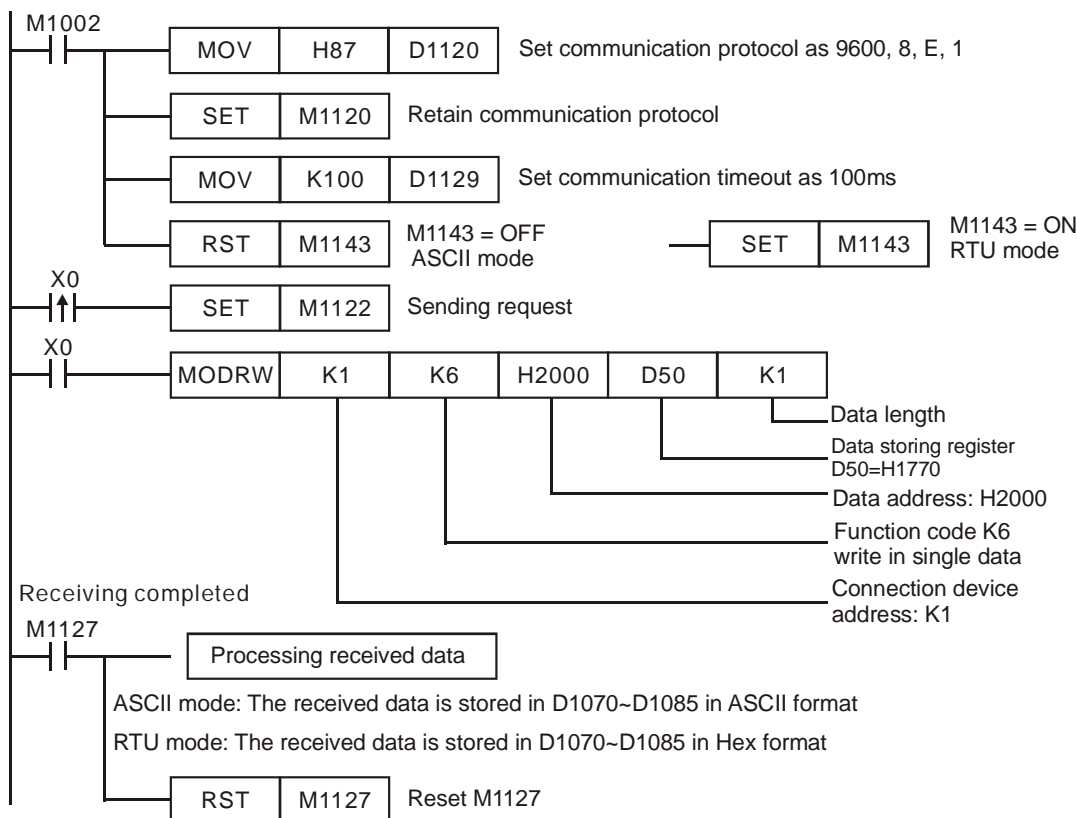 M1002
MOV H87 D1120 Set communication protocol as 9600, 8, E, 1
SET M1120 Retain communication protocol
MOV K100 D1129 Set communication timeout as 100ms
RST M1143 M1143 = OFF
ASCII mode
SET M1143 M1143 = ON
RTU mode
X0
SET M1122 Sending request
X0
MODRW K1 K6 H2000 D50 K1
Data length
Data storing register
D50=H1770
Data address: H2000
Function code K6
write in single data
Connection device
address: K1
Receiving completed
M1127
Processing received data
ASCII mode: The received data is stored in D1070~D1085 in ASCII format
RTU mode: The received data is stored in D1070~D1085 in Hex format
RST M1127 Reset M1127